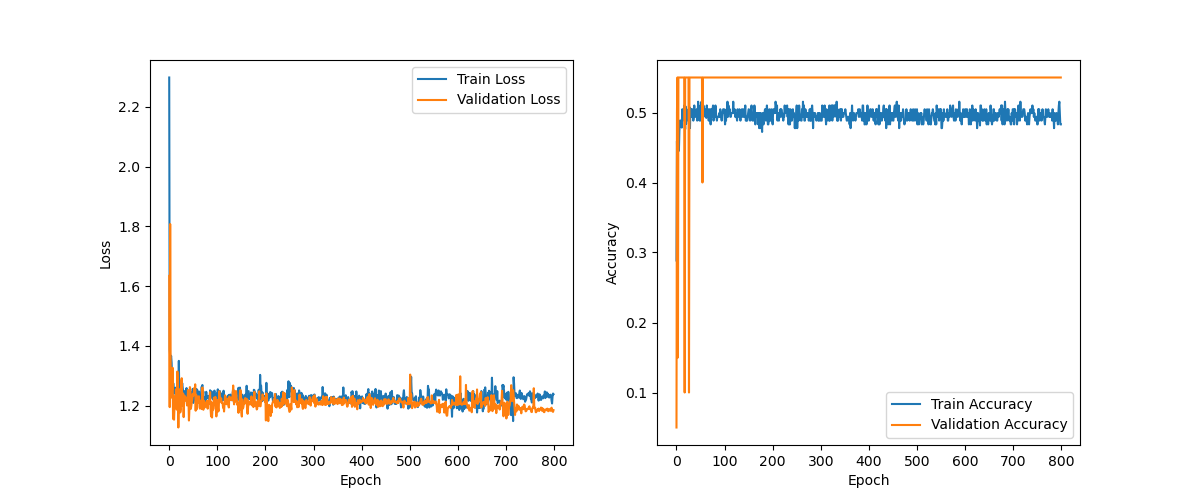 Train Loss
Validation Loss
2.2
2.0
1.8
1.6
1.4
1.2
Loss
0 100 200 300 400 500 600 700 800
Epoch
0.5
0.4
0.3
0.2
0.1
Accuracy
Train Accuracy
Validation Accuracy
0 100 200 300 400 500 600 700 800
Epoch